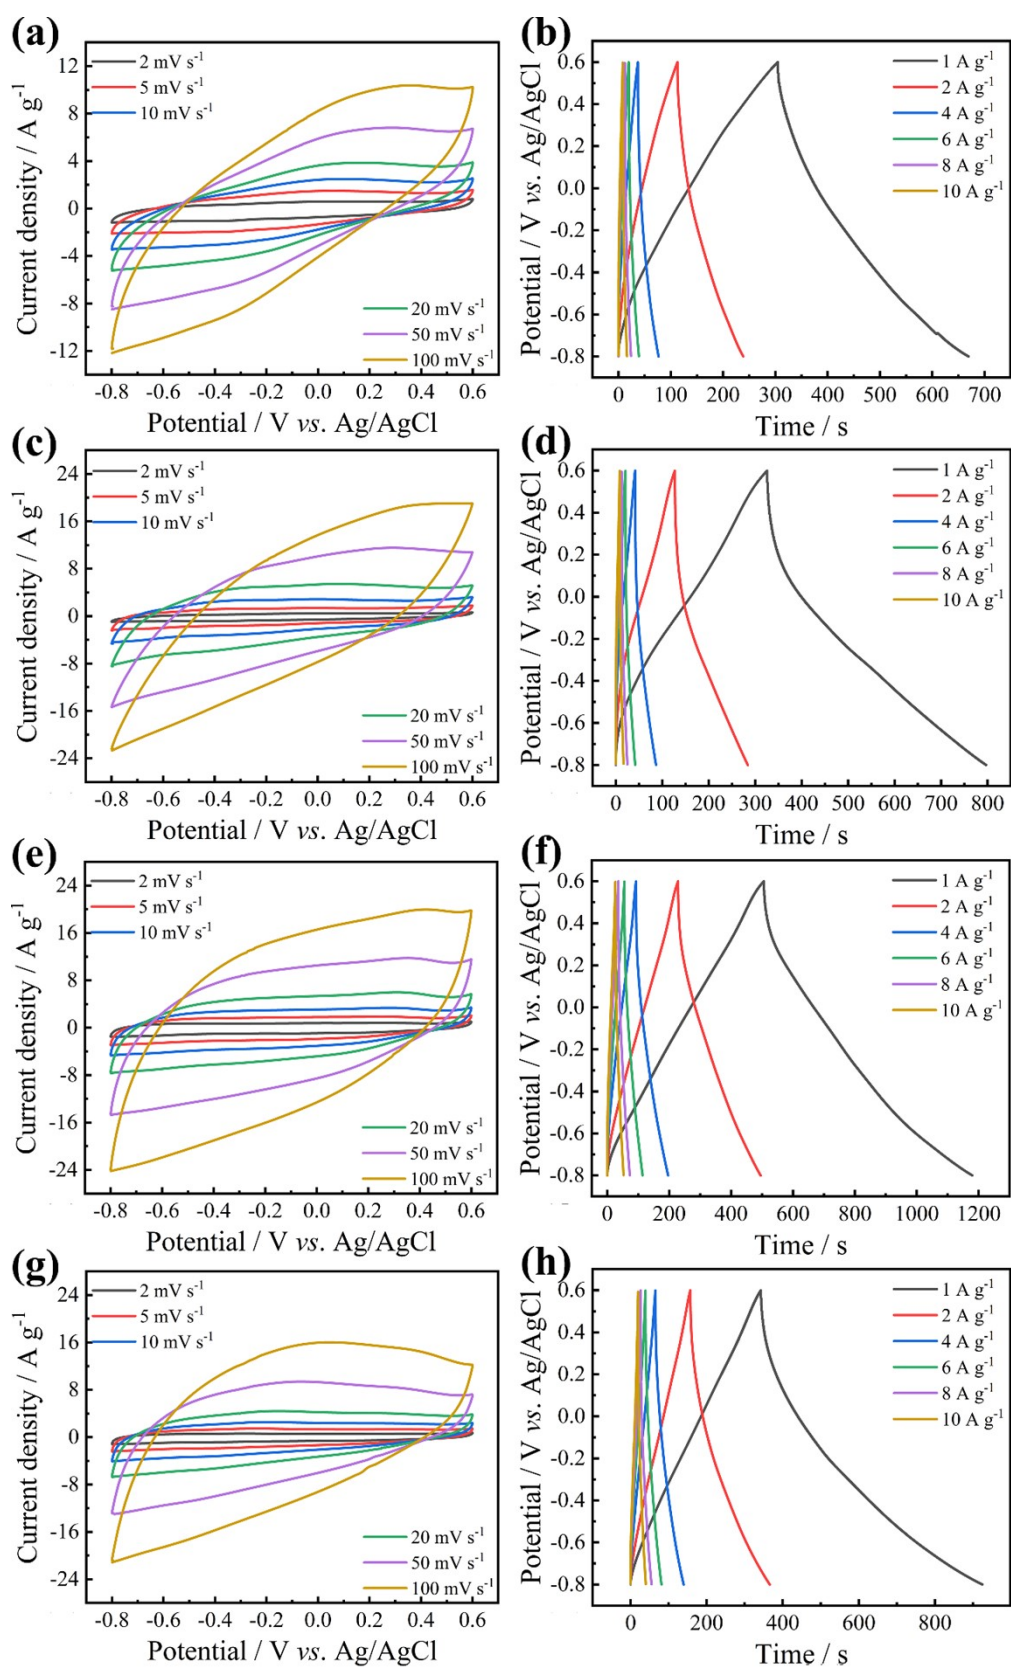 (a)
2 mV s⁻¹
5 mV s⁻¹
10 mV s⁻¹
20 mV s⁻¹
50 mV s⁻¹
100 mV s⁻¹
Current density / A g⁻¹
12
8
4
0
-4
-8
-12
-0.8 -0.6 -0.4 -0.2 0.0 0.2 0.4 0.6
Potential / V vs. Ag/AgCl
(b)
1 A g⁻¹
2 A g⁻¹
4 A g⁻¹
6 A g⁻¹
8 A g⁻¹
10 A g⁻¹
Potential / V vs. Ag/AgCl
0.6
0.4
0.2
0.0
-0.2
-0.4
-0.6
-0.8
0 100 200 300 400 500 600 700
Time / s
(c)
2 mV s⁻¹
5 mV s⁻¹
10 mV s⁻¹
20 mV s⁻¹
50 mV s⁻¹
100 mV s⁻¹
Current density / A g⁻¹
24
16
8
0
-8
-16
-24
-0.8 -0.6 -0.4 -0.2 0.0 0.2 0.4 0.6
Potential / V vs. Ag/AgCl
(d)
1 A g⁻¹
2 A g⁻¹
4 A g⁻¹
6 A g⁻¹
8 A g⁻¹
10 A g⁻¹
Potential / V vs. Ag/AgCl
0.6
0.4
0.2
0.0
-0.2
-0.4
-0.6
-0.8
0 100 200 300 400 500 600 700 800
Time / s
(e)
2 mV s⁻¹
5 mV s⁻¹
10 mV s⁻¹
20 mV s⁻¹
50 mV s⁻¹
100 mV s⁻¹
Current density / A g⁻¹
24
16
8
0
-8
-16
-24
-0.8 -0.6 -0.4 -0.2 0.0 0.2 0.4 0.6
Potential / V vs. Ag/AgCl
(f)
1 A g⁻¹
2 A g⁻¹
4 A g⁻¹
6 A g⁻¹
8 A g⁻¹
10 A g⁻¹
Potential / V vs. Ag/AgCl
0.6
0.4
0.2
0.0
-0.2
-0.4
-0.6
-0.8
0 200 400 600 800 1000 1200
Time / s
(g)
2 mV s⁻¹
5 mV s⁻¹
10 mV s⁻¹
20 mV s⁻¹
50 mV s⁻¹
100 mV s⁻¹
Current density / A g⁻¹
24
16
8
0
-8
-16
-24
-0.8 -0.6 -0.4 -0.2 0.0 0.2 0.4 0.6
Potential / V vs. Ag/AgCl
(h)
1 A g⁻¹
2 A g⁻¹
4 A g⁻¹
6 A g⁻¹
8 A g⁻¹
10 A g⁻¹
Potential / V vs. Ag/AgCl
0.6
0.4
0.2
0.0
-0.2
-0.4
-0.6
-0.8
0 200 400 600 800
Time / s